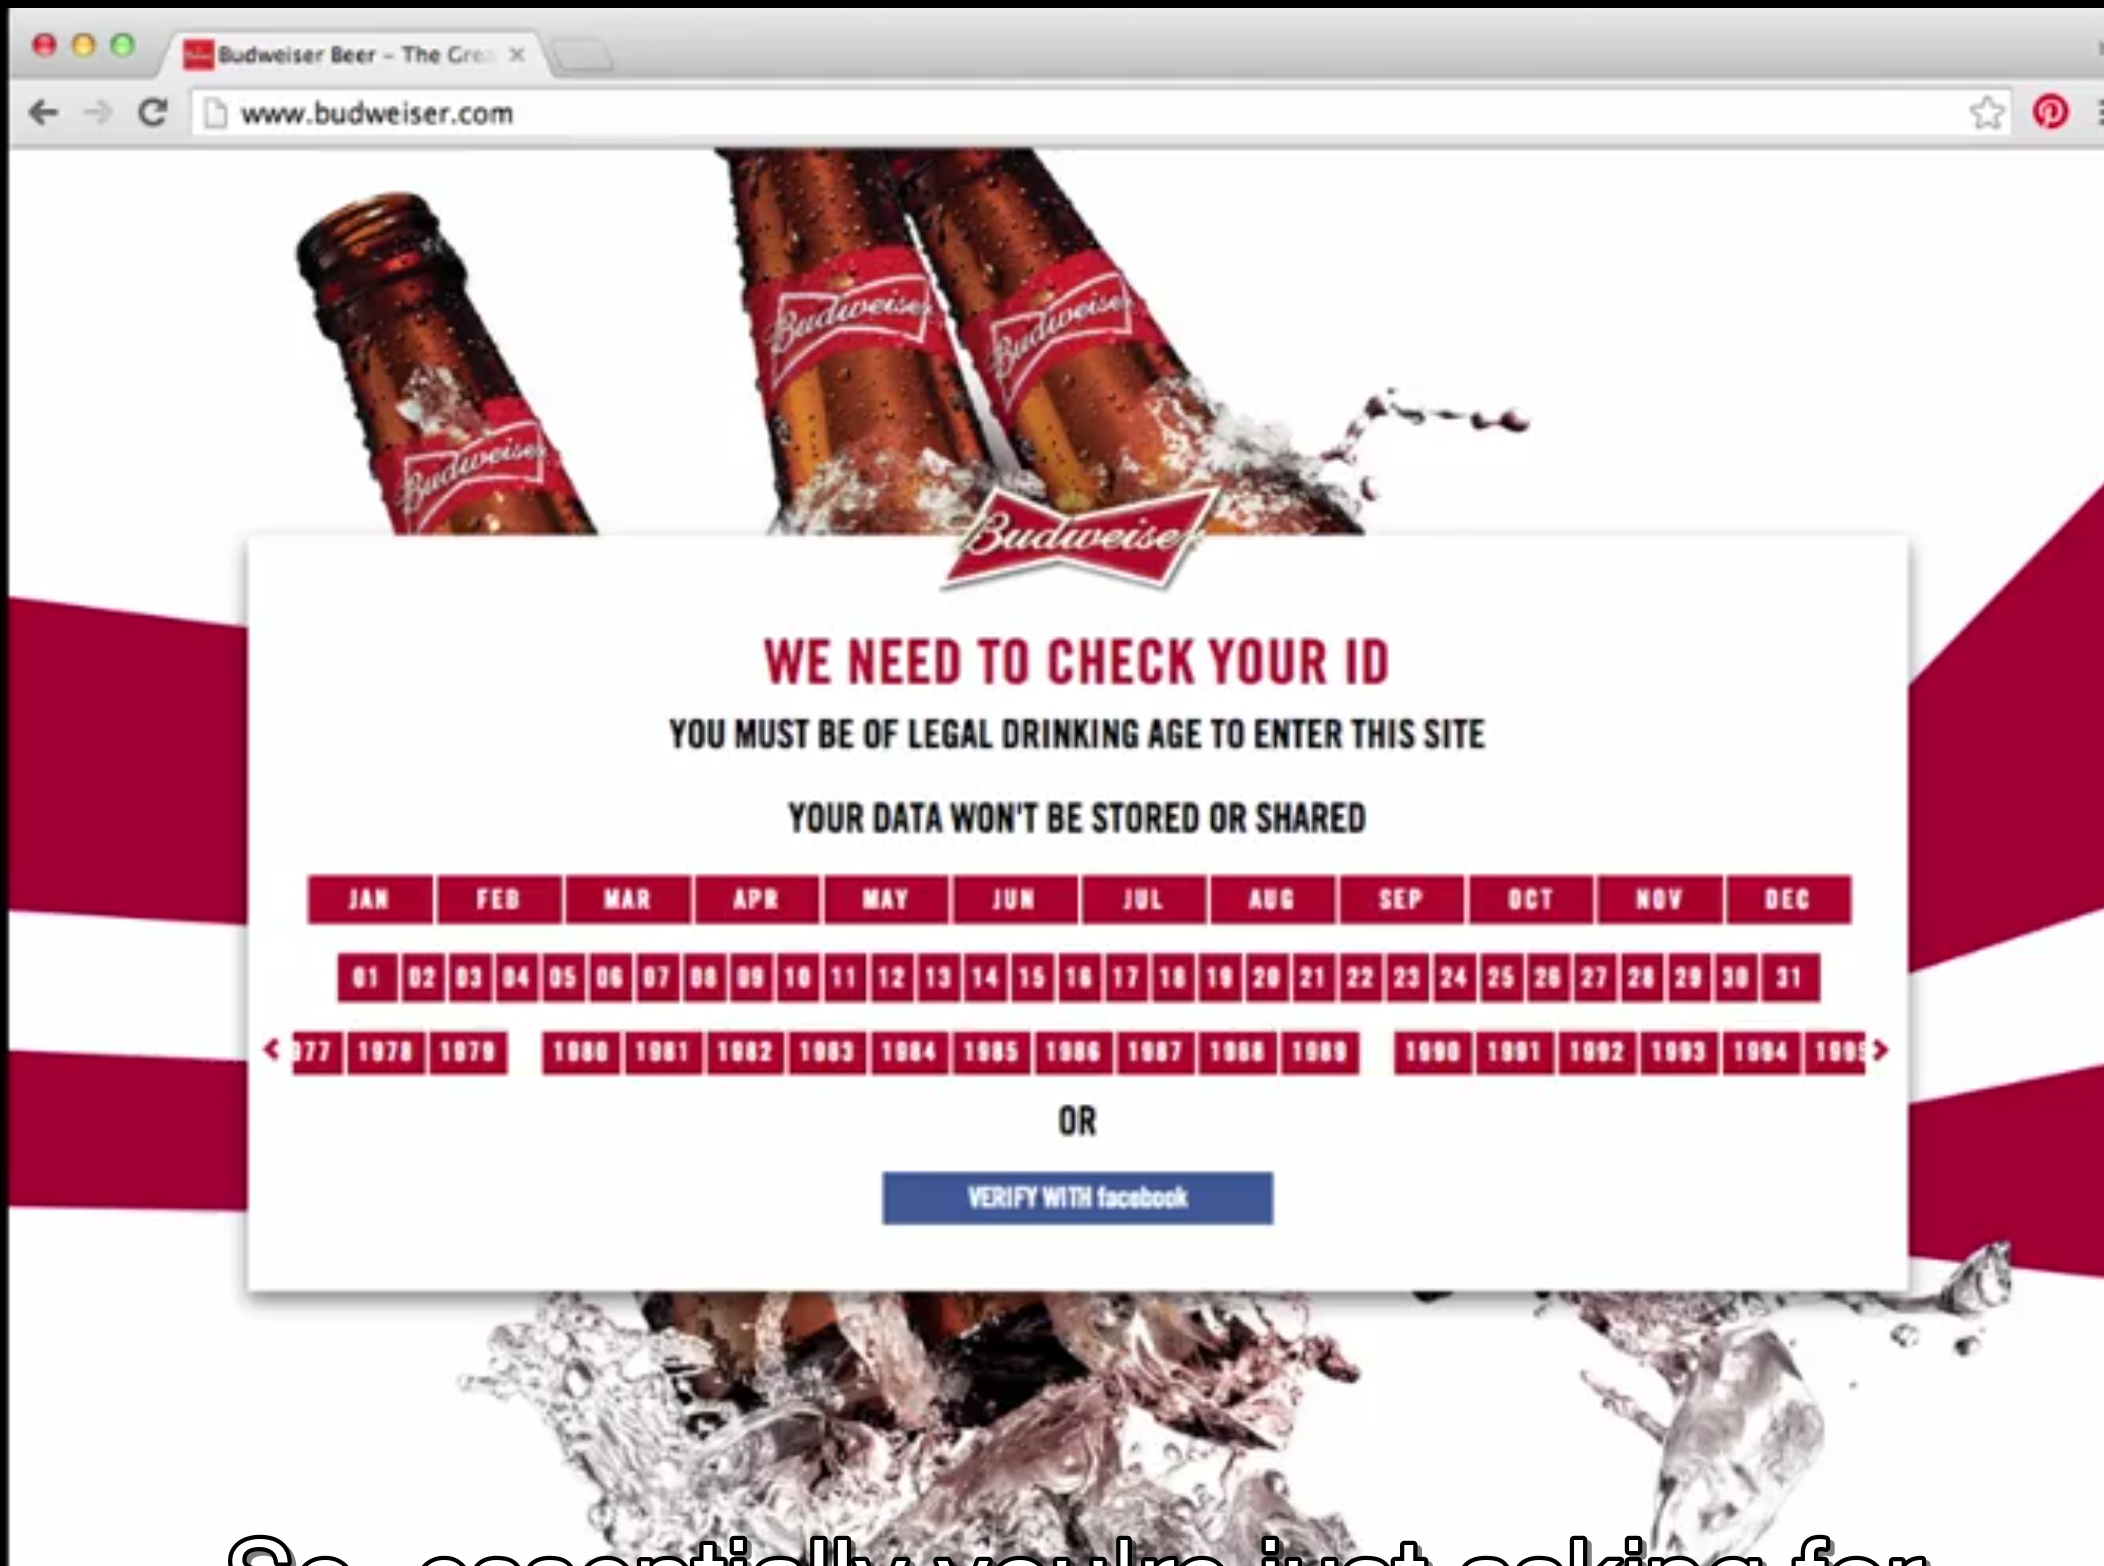 Budweiser Beer – The Grea
www.budweiser.com
Budweiser
Budweiser
Budweiser
Budweiser
WE NEED TO CHECK YOUR ID
YOU MUST BE OF LEGAL DRINKING AGE TO ENTER THIS SITE
YOUR DATA WON'T BE STORED OR SHARED
JAN FEB MAR APR MAY JUN JUL AUG SEP OCT NOV DEC
01 02 03 04 05 06 07 08 09 10 11 12 13 14 15 16 17 18 19 20 21 22 23 24 25 26 27 28 29 30 31
< 977 1978 1979 1980 1981 1982 1983 1984 1985 1986 1987 1988 1989 1990 1991 1992 1993 1994 1995 >
OR
VERIFY WITH facebook
So, essentially you're just asking for